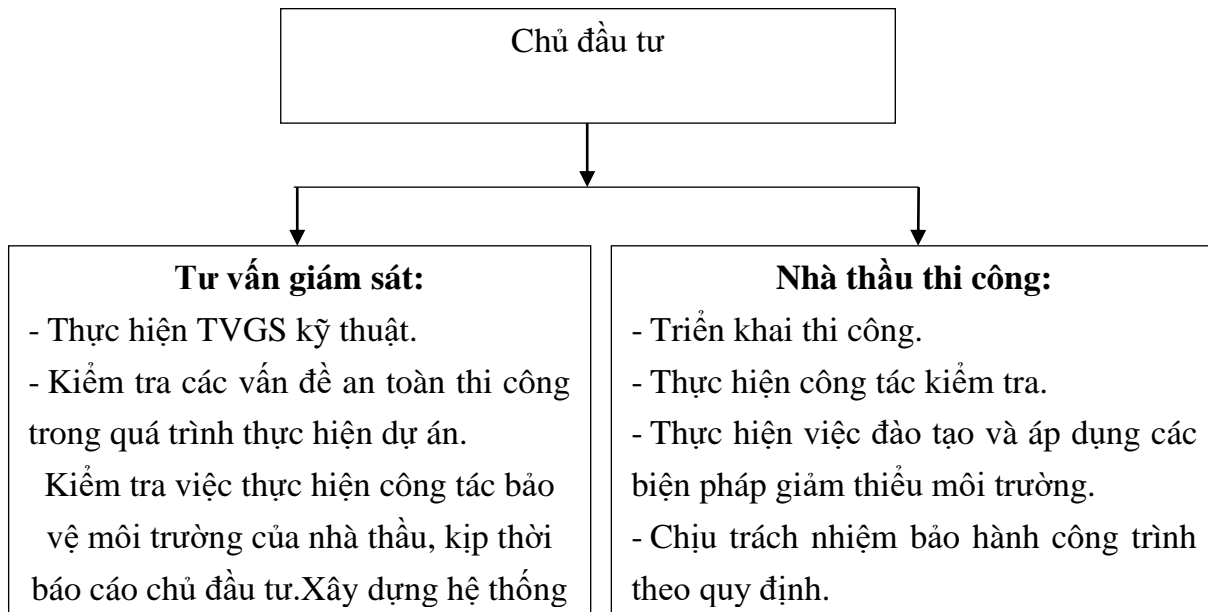 Chủ đầu tư
Tư vấn giám sát:
- Thực hiện TVGS kỹ thuật.
- Kiểm tra các vấn đề an toàn thi công
trong quá trình thực hiện dự án.
Kiểm tra việc thực hiện công tác bảo
vệ môi trường của nhà thầu, kịp thời
báo cáo chủ đầu tư.Xây dựng hệ thống
Nhà thầu thi công:
- Triển khai thi công.
- Thực hiện công tác kiểm tra.
- Thực hiện việc đào tạo và áp dụng các
biện pháp giảm thiểu môi trường.
- Chịu trách nhiệm bảo hành công trình
theo quy định.